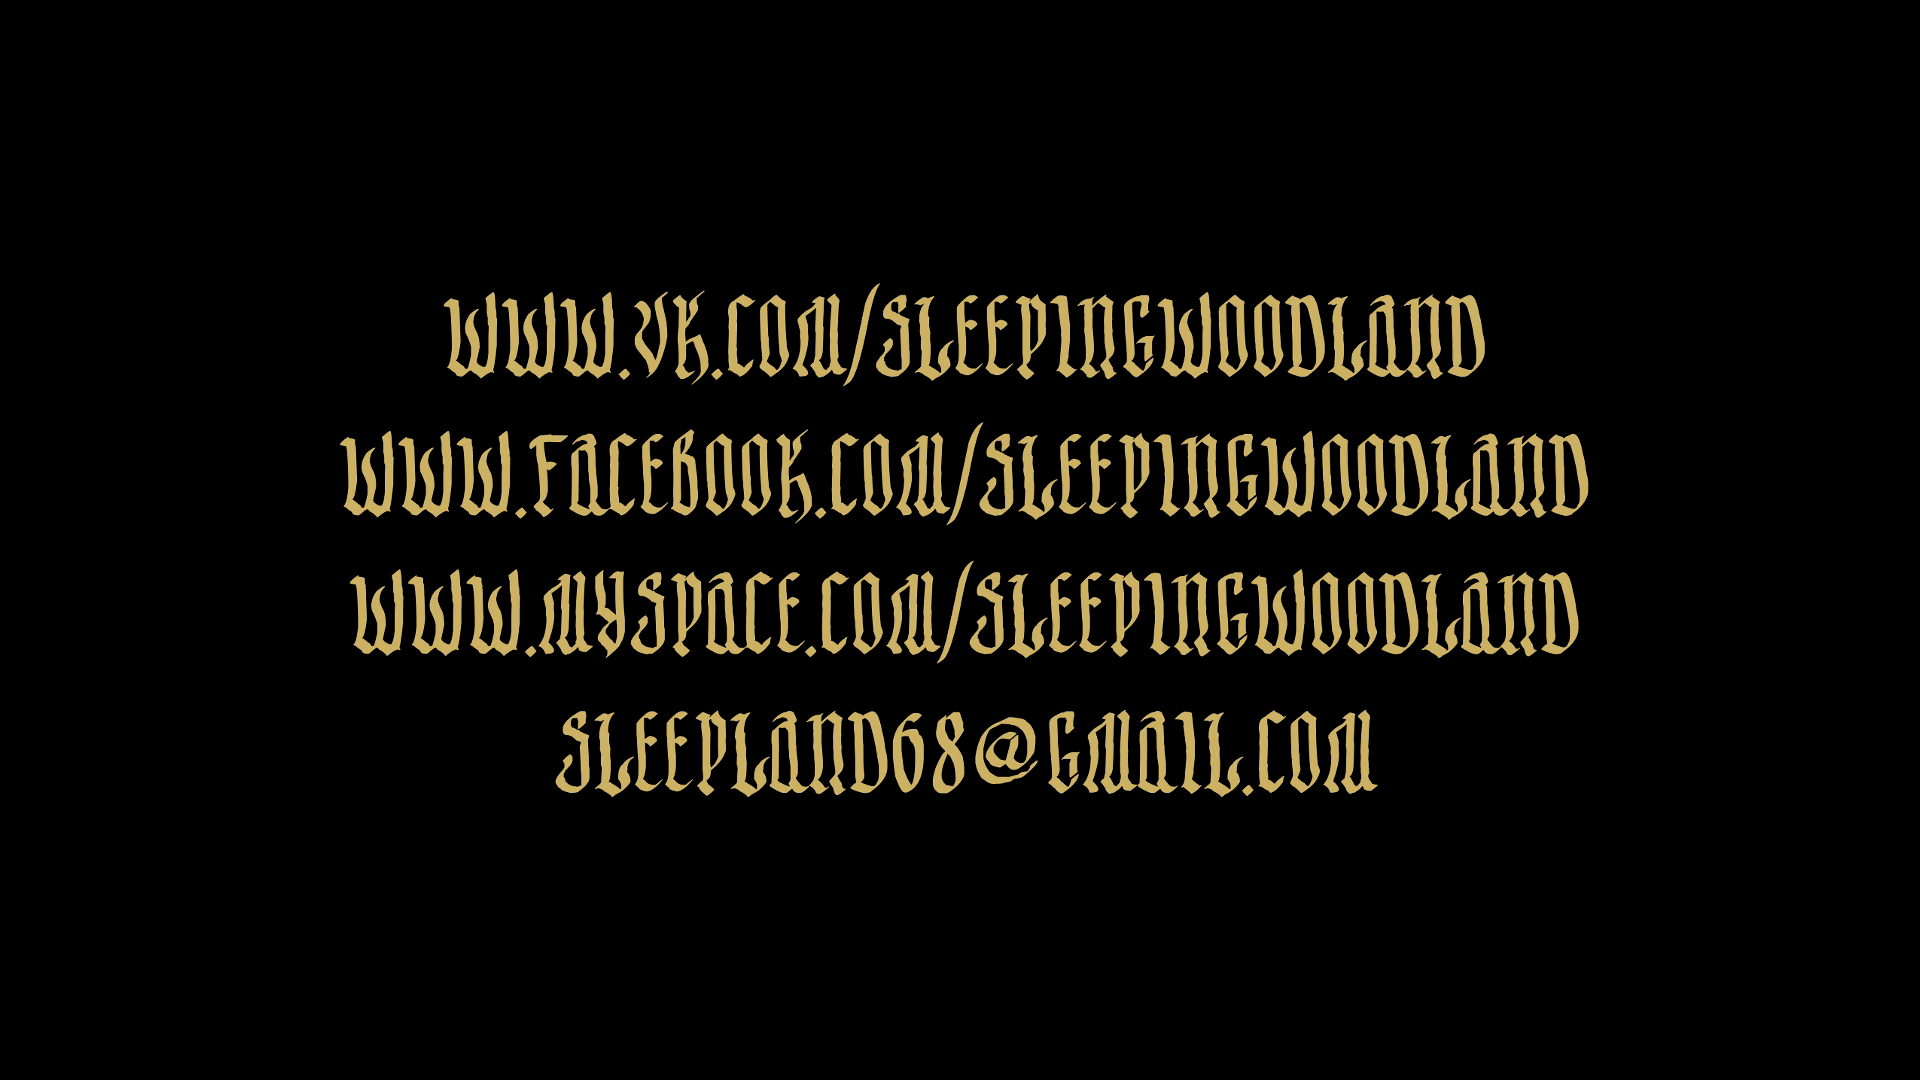 WWW.VK.COM/SLEEPINGWOODLAND
WWW.FACEBOOK.COM/SLEEPINGWOODLAND
WWW.MYSPACE.COM/SLEEPINGWOODLAND
SLEEPLAND68@GMAIL.COM